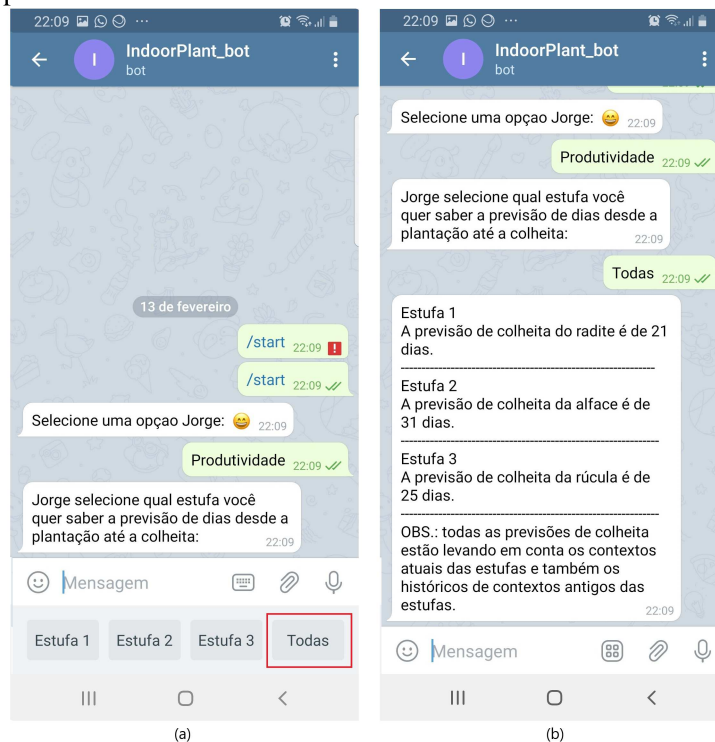 22:09
IndoorPlant_bot
I
bot
13 de fevereiro
/start 22:09
/start 22:09
Selecione uma opçao Jorge: 😄 22:09
Produtividade 22:09
Jorge selecione qual estufa você
quer saber a previsão de dias desde a
plantação até a colheita: 22:09
Mensagem
Estufa 1 Estufa 2 Estufa 3 Todas
(a)
22:09
IndoorPlant_bot
I
bot
Selecione uma opçao Jorge: 😄 22:09
Produtividade 22:09
Jorge selecione qual estufa você
quer saber a previsão de dias desde a
plantação até a colheita: 22:09
Todas 22:09
Estufa 1
A previsão de colheita do radite é de 21
dias.
------------------------------------------------------------
Estufa 2
A previsão de colheita da alface é de
31 dias.
------------------------------------------------------------
Estufa 3
A previsão de colheita da rúcula é de
25 dias.
------------------------------------------------------------
OBS.: todas as previsões de colheita
estão levando em conta os contextos
atuais das estufas e também os
históricos de contextos antigos das
estufas. 22:09
Mensagem
(b)